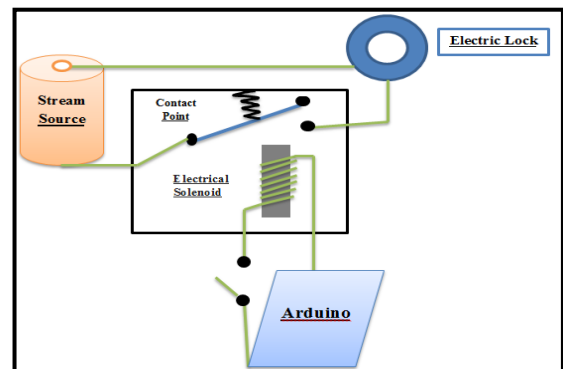 Electric Lock
Stream
Source
Contact
Point
Electrical
Solenoid
Arduino